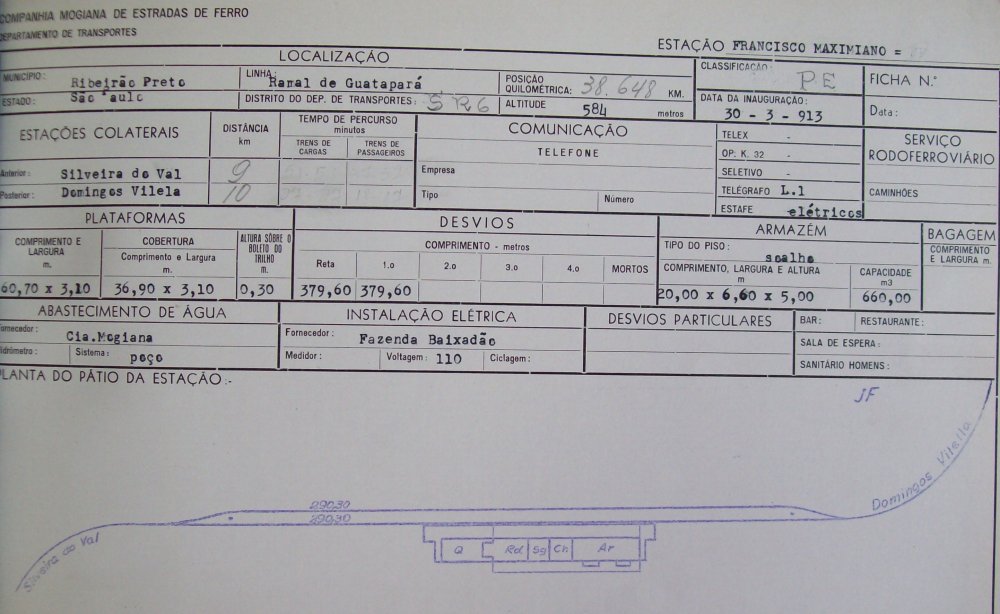 COMPANHIA MOGIANA DE ESTRADAS DE FERRO
DEPARTAMENTO DE TRANSPORTES
ESTAÇÃO FRANCISCO MAXIMIANO =
LOCALIZAÇÃO
MUNICÍPIO: Ribeirão Preto
ESTADO: São Paulo
LINHA: Ramal de Guatapará
DISTRITO DO DEP. DE TRANSPORTES: SR6
POSIÇÃO QUILOMÉTRICA: 38.648 KM.
ALTITUDE 584 metros
CLASSIFICAÇÃO: PE
DATA DA INAUGURAÇÃO:
30 - 3 - 913
FICHA N.º
Data:
ESTAÇÕES COLATERAIS
DISTÂNCIA
km
TEMPO DE PERCURSO
minutos
TRENS DE CARGAS
TRENS DE PASSAGEIROS
Anterior: Silveira do Val 9
Posterior: Domingos Vilela 10
COMUNICAÇÃO
TELEFONE
Empresa
Tipo
Número
TELEX -
OP. K. 32 -
SELETIVO -
TELÉGRAFO L.1
ESTAFE elétricos
SERVIÇO
RODOFERROVIÁRIO
CAMINHÕES
PLATAFORMAS
COMPRIMENTO E LARGURA
m.
COBERTURA
Comprimento e Largura
m.
ALTURA SÔBRE O BOLETO DO TRILHO
m.
60,70 x 3,10
36,90 x 3,10
0,30
DESVIOS
COMPRIMENTO - metros
Reta 1.o 2.o 3.o 4.o MORTOS
379,60 379,60
ARMAZÉM
TIPO DO PISO:
soalho
COMPRIMENTO, LARGURA E ALTURA
m
20,00 x 6,60 x 5,00
CAPACIDADE
m3
660,00
BAGAGEM
COMPRIMENTO
E LARGURA m.
ABASTECIMENTO DE ÁGUA
Fornecedor: Cia.Mogiana
Hidrômetro: Sistema: poço
INSTALAÇÃO ELÉTRICA
Fornecedor: Fazenda Baixadão
Medidor: Voltagem: 110 Ciclagem:
DESVIOS PARTICULARES
BAR: RESTAURANTE:
SALA DE ESPERA:
SANITÁRIO HOMENS:
PLANTA DO PÁTIO DA ESTAÇÃO:-
JF
Domingos Vilella
290,30
290,30
Silveira do Val
Q Rd Sg Ch Ar